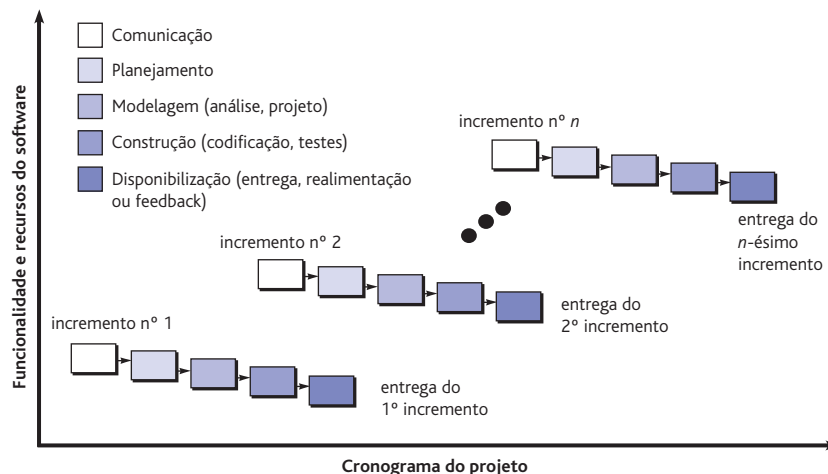 Funcionalidade e recursos do software
Comunicação
Planejamento
Modelagem (análise, projeto)
Construção (codificação, testes)
Disponibilização (entrega, realimentação
ou feedback)
incremento nº n
entrega do
n-ésimo
incremento
incremento nº 2
entrega do
2º incremento
incremento nº 1
entrega do
1º incremento
Cronograma do projeto